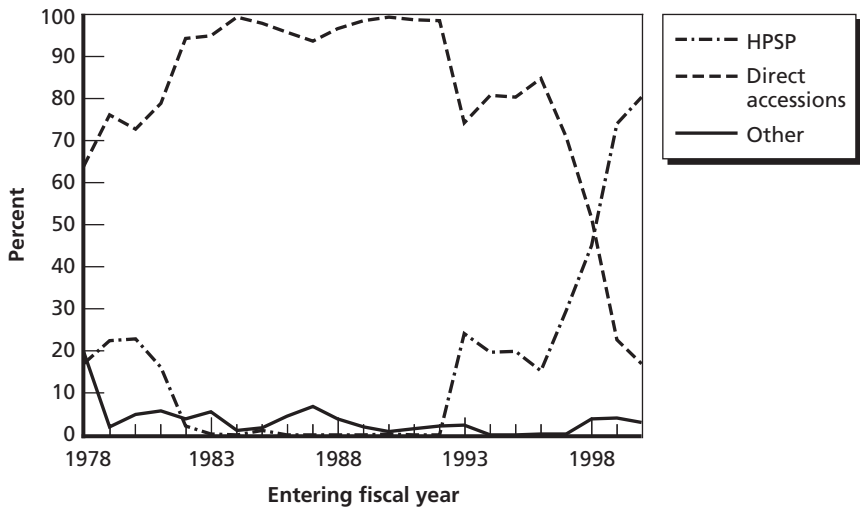 100
90
80
70
60
50
40
30
20
10
0
Percent
1978
1983
1988
1993
1998
Entering fiscal year
HPSP
Direct
accessions
Other